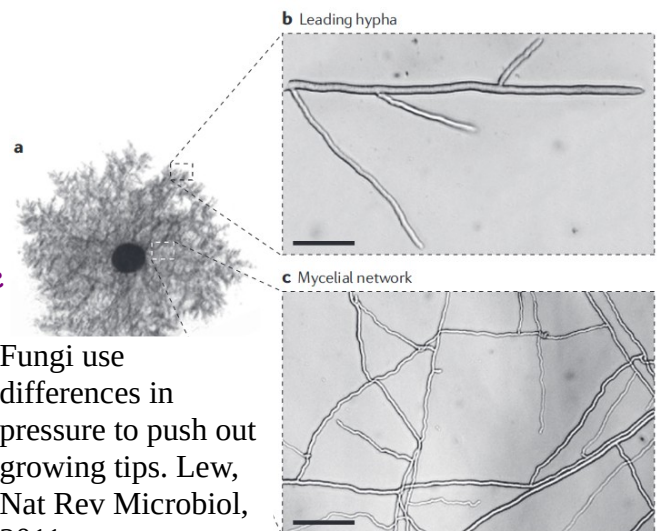 b Leading hypha
a
c Mycelial network
Fungi use
differences in
pressure to push out
growing tips. Lew,
Nat Rev Microbiol,